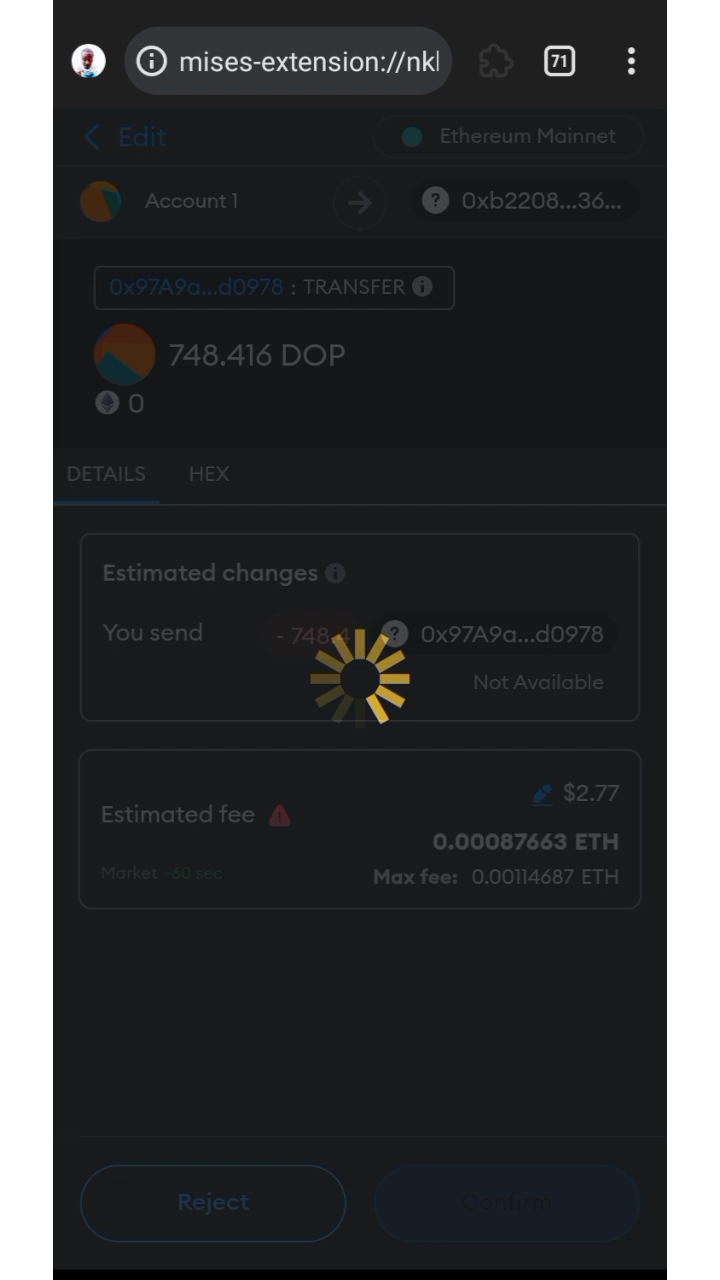 mises-extension://nkl
71
Edit
Ethereum Mainnet
Account 1
0xb2208...36...
0x97A9a...d0978 : TRANSFER
748.416 DOP
0
DETAILS HEX
Estimated changes
You send - 748.4 0x97A9a...d0978
Not Available
$2.77
Estimated fee
0.00087663 ETH
Market ~60 sec
Max fee: 0.00114687 ETH
Reject Confirm